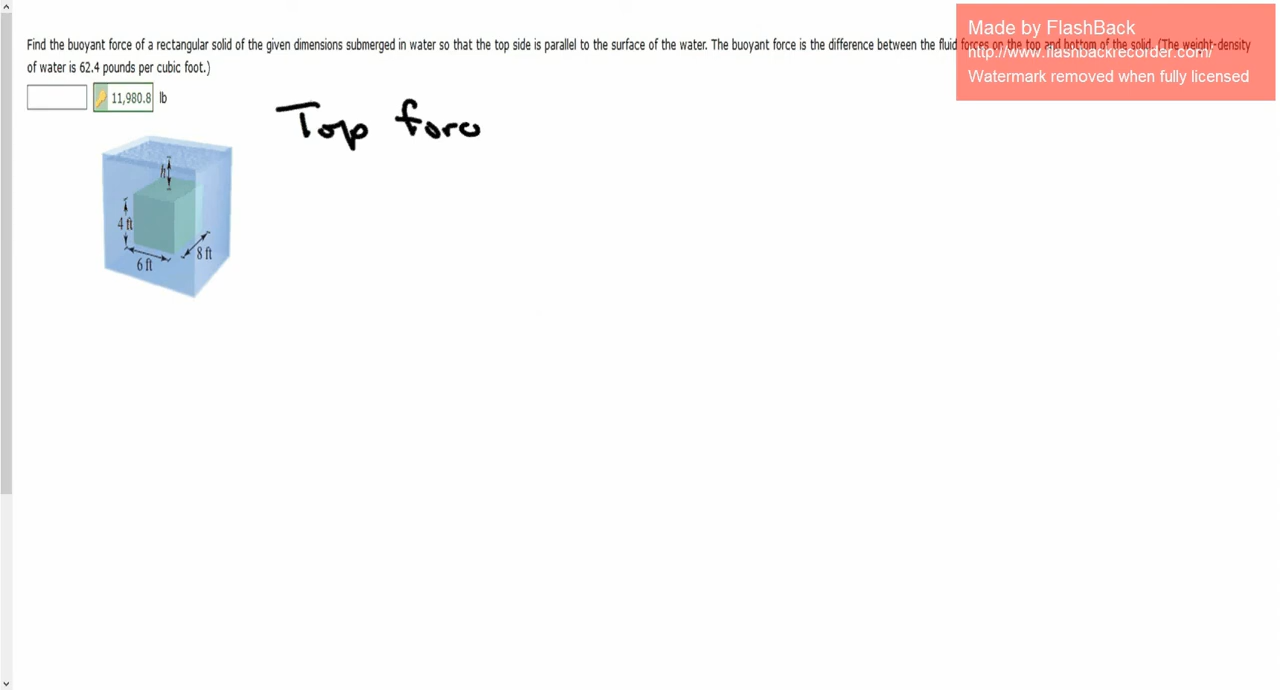 Find the buoyant force of a rectangular solid of the given dimensions submerged in water so that the top side is parallel to the surface of the water. The buoyant force is the difference between the fluid forces on the top and bottom of the solid. (The weight-density
of water is 62.4 pounds per cubic foot.)
Made by FlashBack
http://www.flashbackrecorder.com/
Watermark removed when fully licensed
11,980.8 lb
Top forc
h
4 ft
6 ft
8 ft